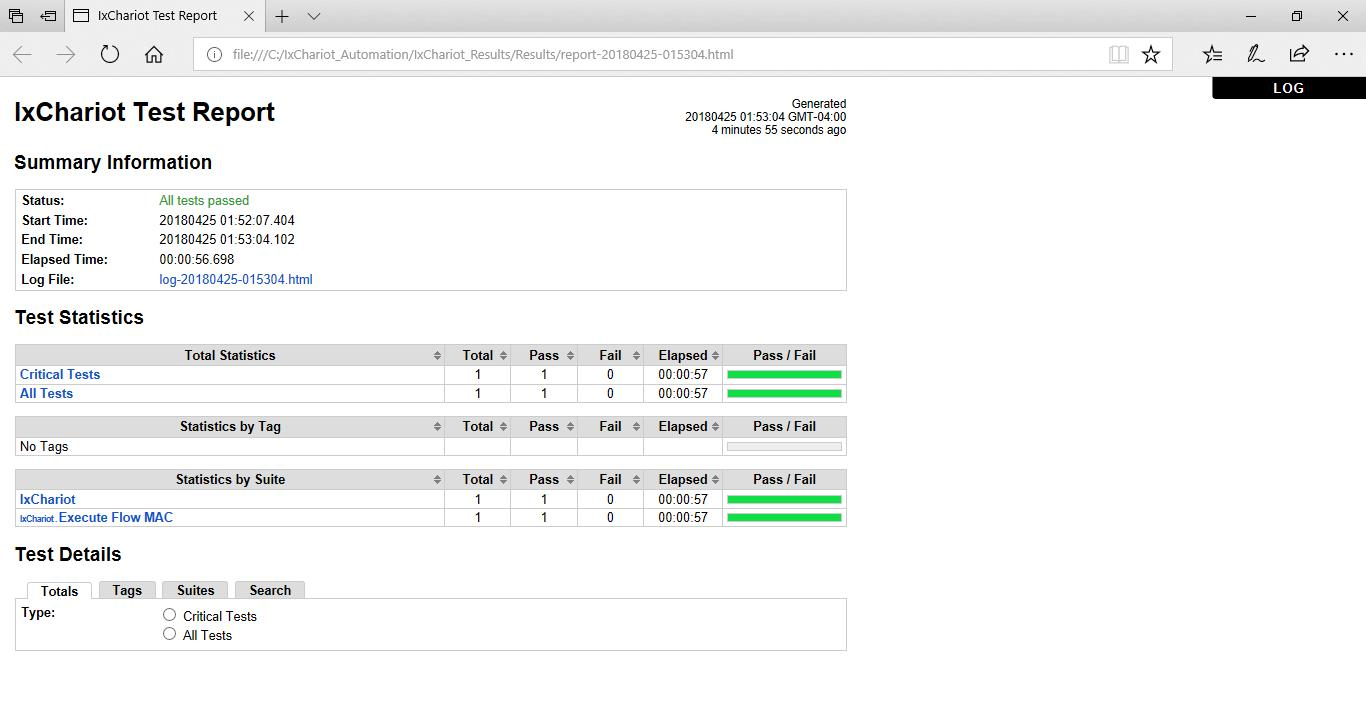 IxChariot Test Report
file:///C:/IxChariot_Automation/IxChariot_Results/Results/report-20180425-015304.html
LOG
IxChariot Test Report
Generated
20180425 01:53:04 GMT-04:00
4 minutes 55 seconds ago
Summary Information
Status: All tests passed
Start Time: 20180425 01:52:07.404
End Time: 20180425 01:53:04.102
Elapsed Time: 00:00:56.698
Log File: log-20180425-015304.html
Test Statistics
Total Statistics Total Pass Fail Elapsed Pass / Fail
Critical Tests 1 1 0 00:00:57
All Tests 1 1 0 00:00:57
Statistics by Tag Total Pass Fail Elapsed Pass / Fail
No Tags
Statistics by Suite Total Pass Fail Elapsed Pass / Fail
IxChariot 1 1 0 00:00:57
IxChariot . Execute Flow MAC 1 1 0 00:00:57
Test Details
Totals Tags Suites Search
Type: Critical Tests
All Tests